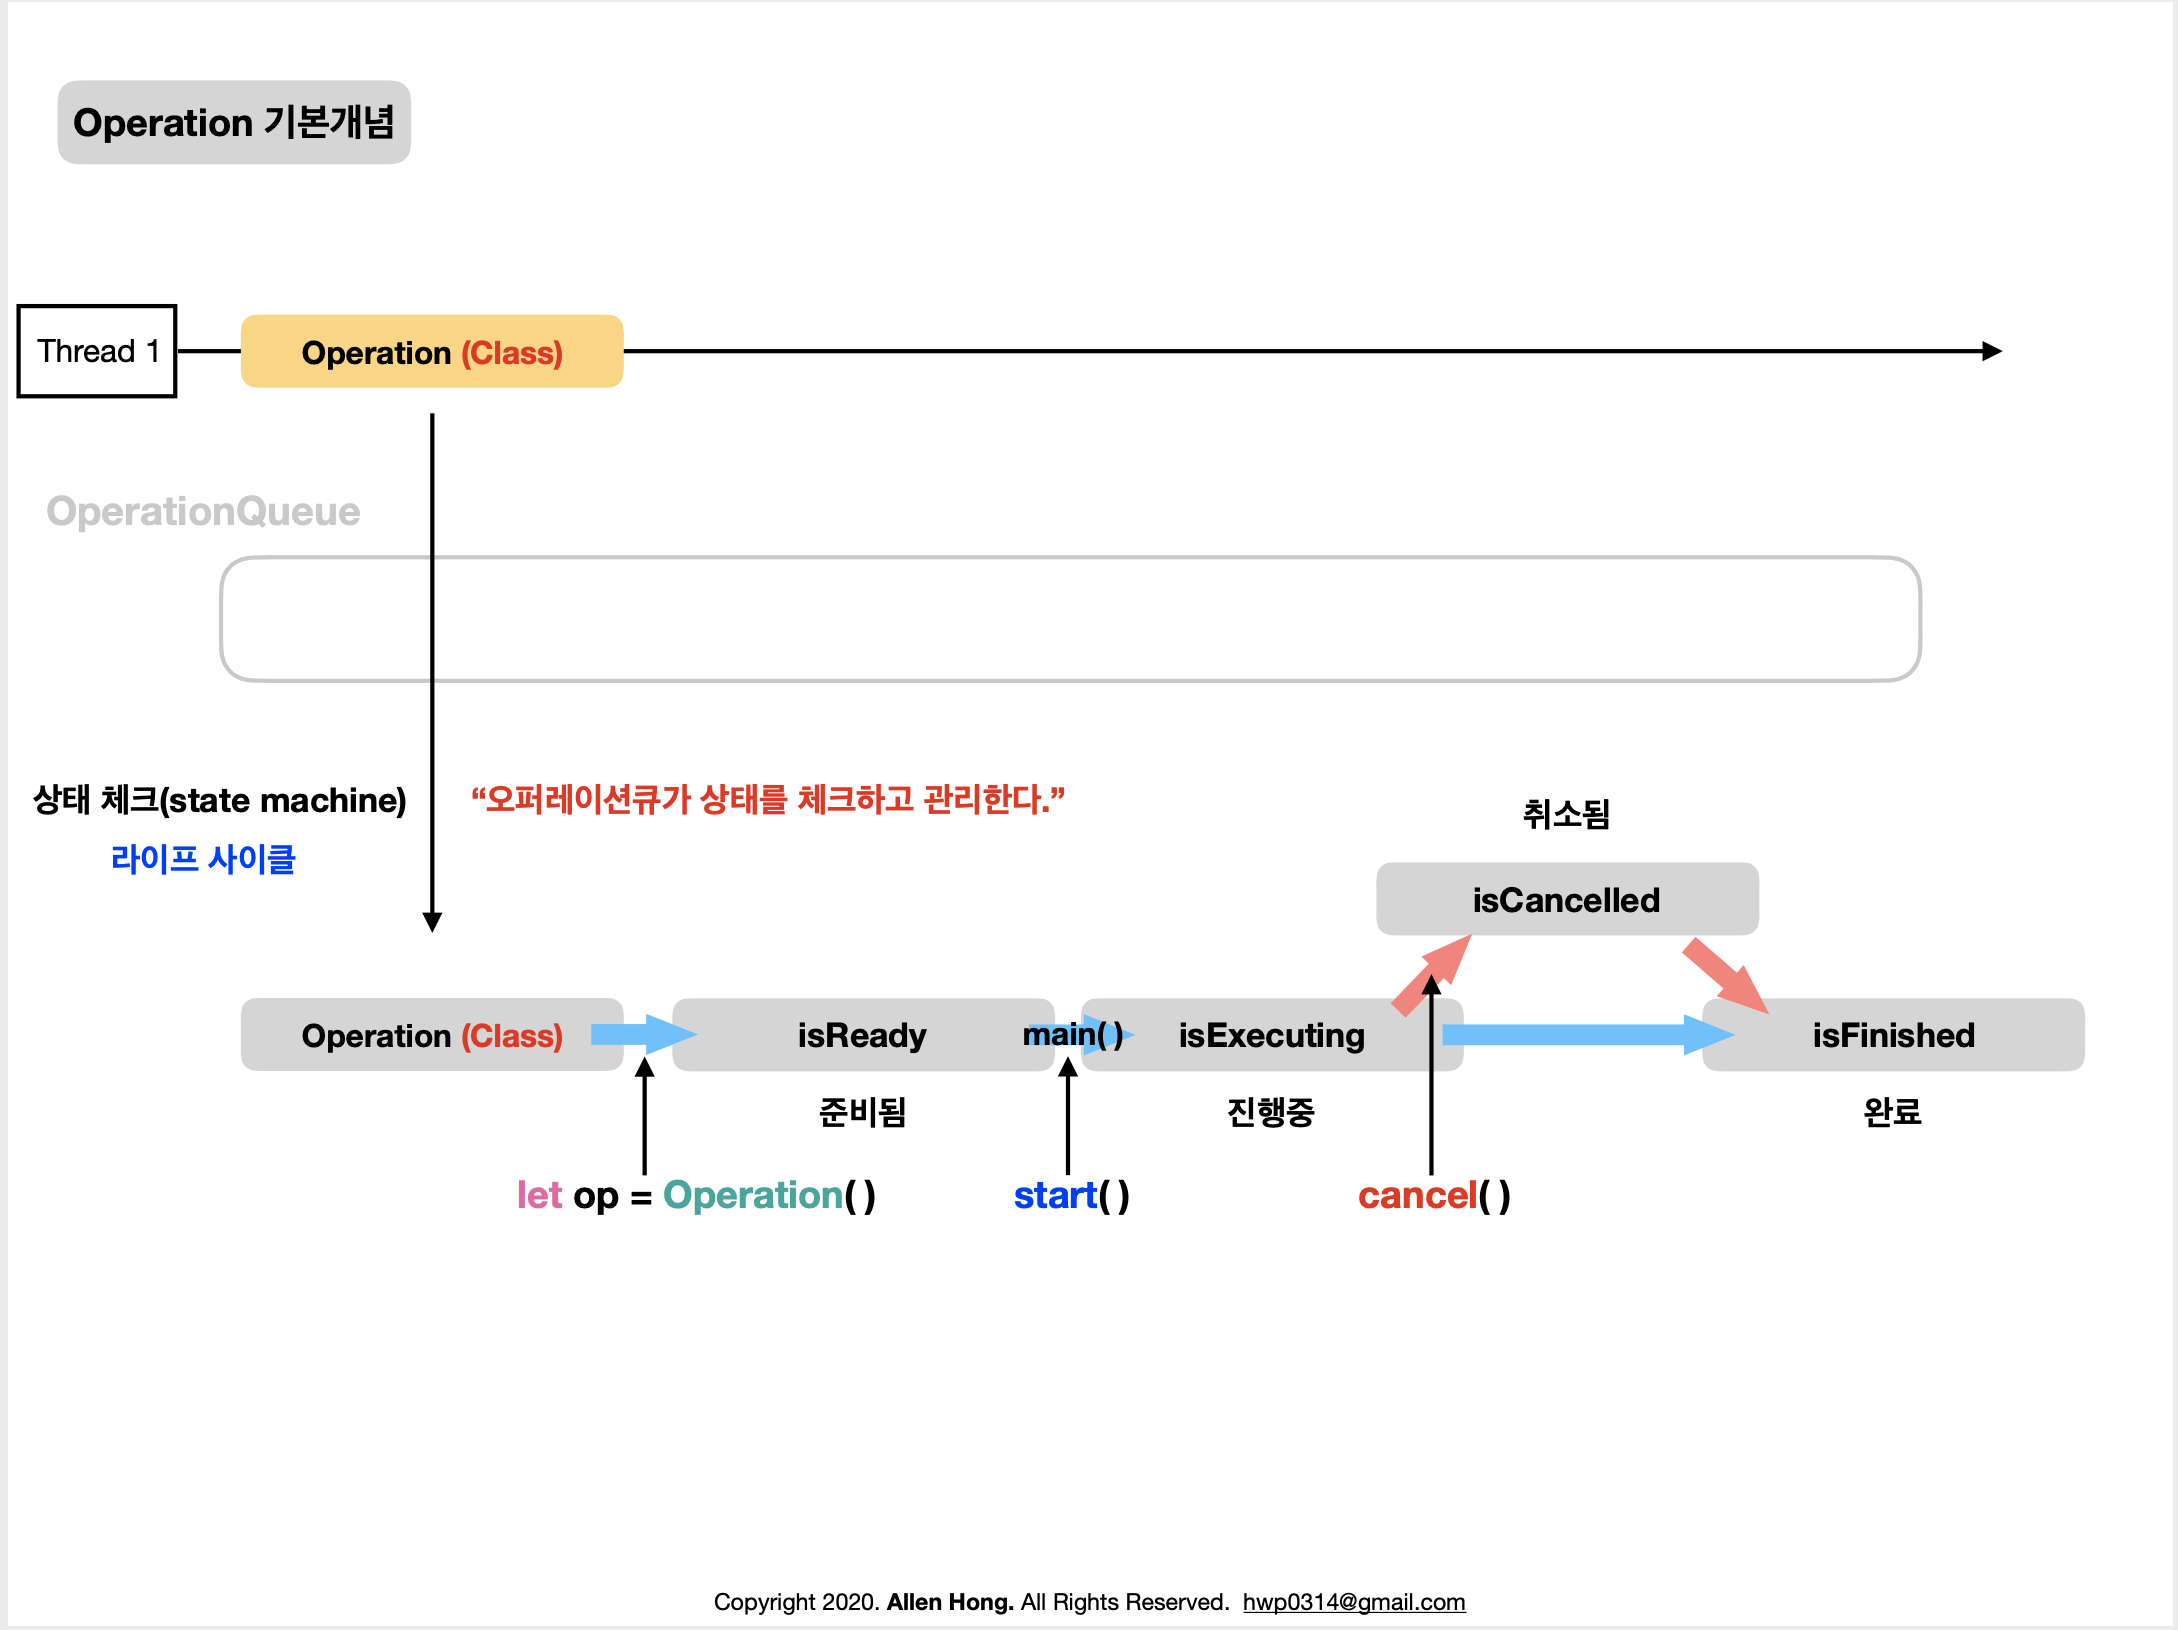 Operation 기본개념
Thread 1
Operation (Class)
OperationQueue
상태 체크(state machine)
“오퍼레이션큐가 상태를 체크하고 관리한다.”
라이프 사이클
취소됨
isCancelled
Operation (Class)
isReady
main( )
isExecuting
isFinished
준비됨
진행중
완료
let op = Operation( )
start( )
cancel( )
Copyright 2020. Allen Hong. All Rights Reserved. hwp0314@gmail.com